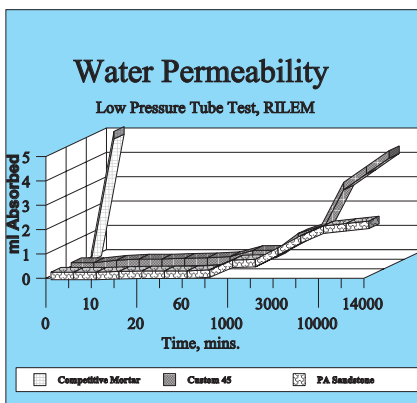 Water Permeability
Low Pressure Tube Test, RILEM
ml Absorbed
5
4
3
2
1
0
10 60 3000 14000
0 20 1000 10000
Time, mins.
Competitive Mortar Custom 45 PA Sandstone